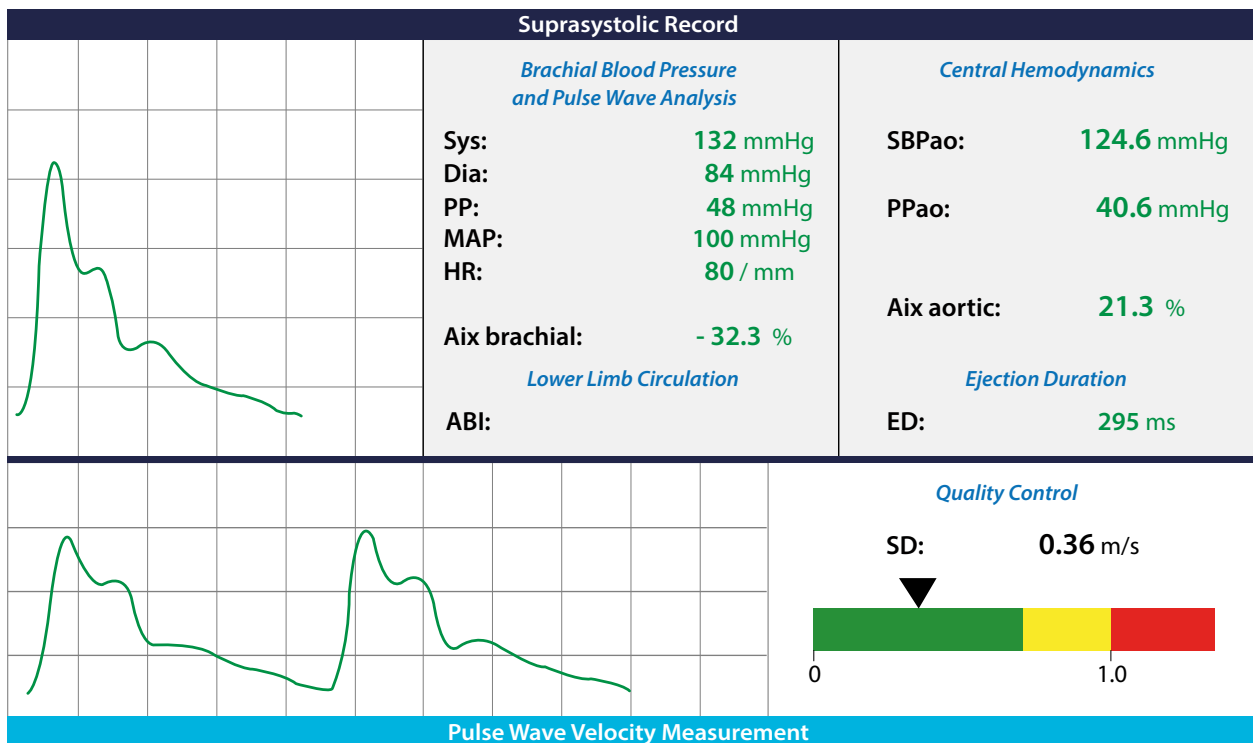 Suprasystolic Record
Brachial Blood Pressure
and Pulse Wave Analysis
Sys: 132 mmHg
Dia: 84 mmHg
PP: 48 mmHg
MAP: 100 mmHg
HR: 80 / mm
Aix brachial: - 32.3 %
Lower Limb Circulation
ABI:
Central Hemodynamics
SBPao: 124.6 mmHg
PPao: 40.6 mmHg
Aix aortic: 21.3 %
Ejection Duration
ED: 295 ms
Quality Control
SD: 0.36 m/s
0 1.0
Pulse Wave Velocity Measurement